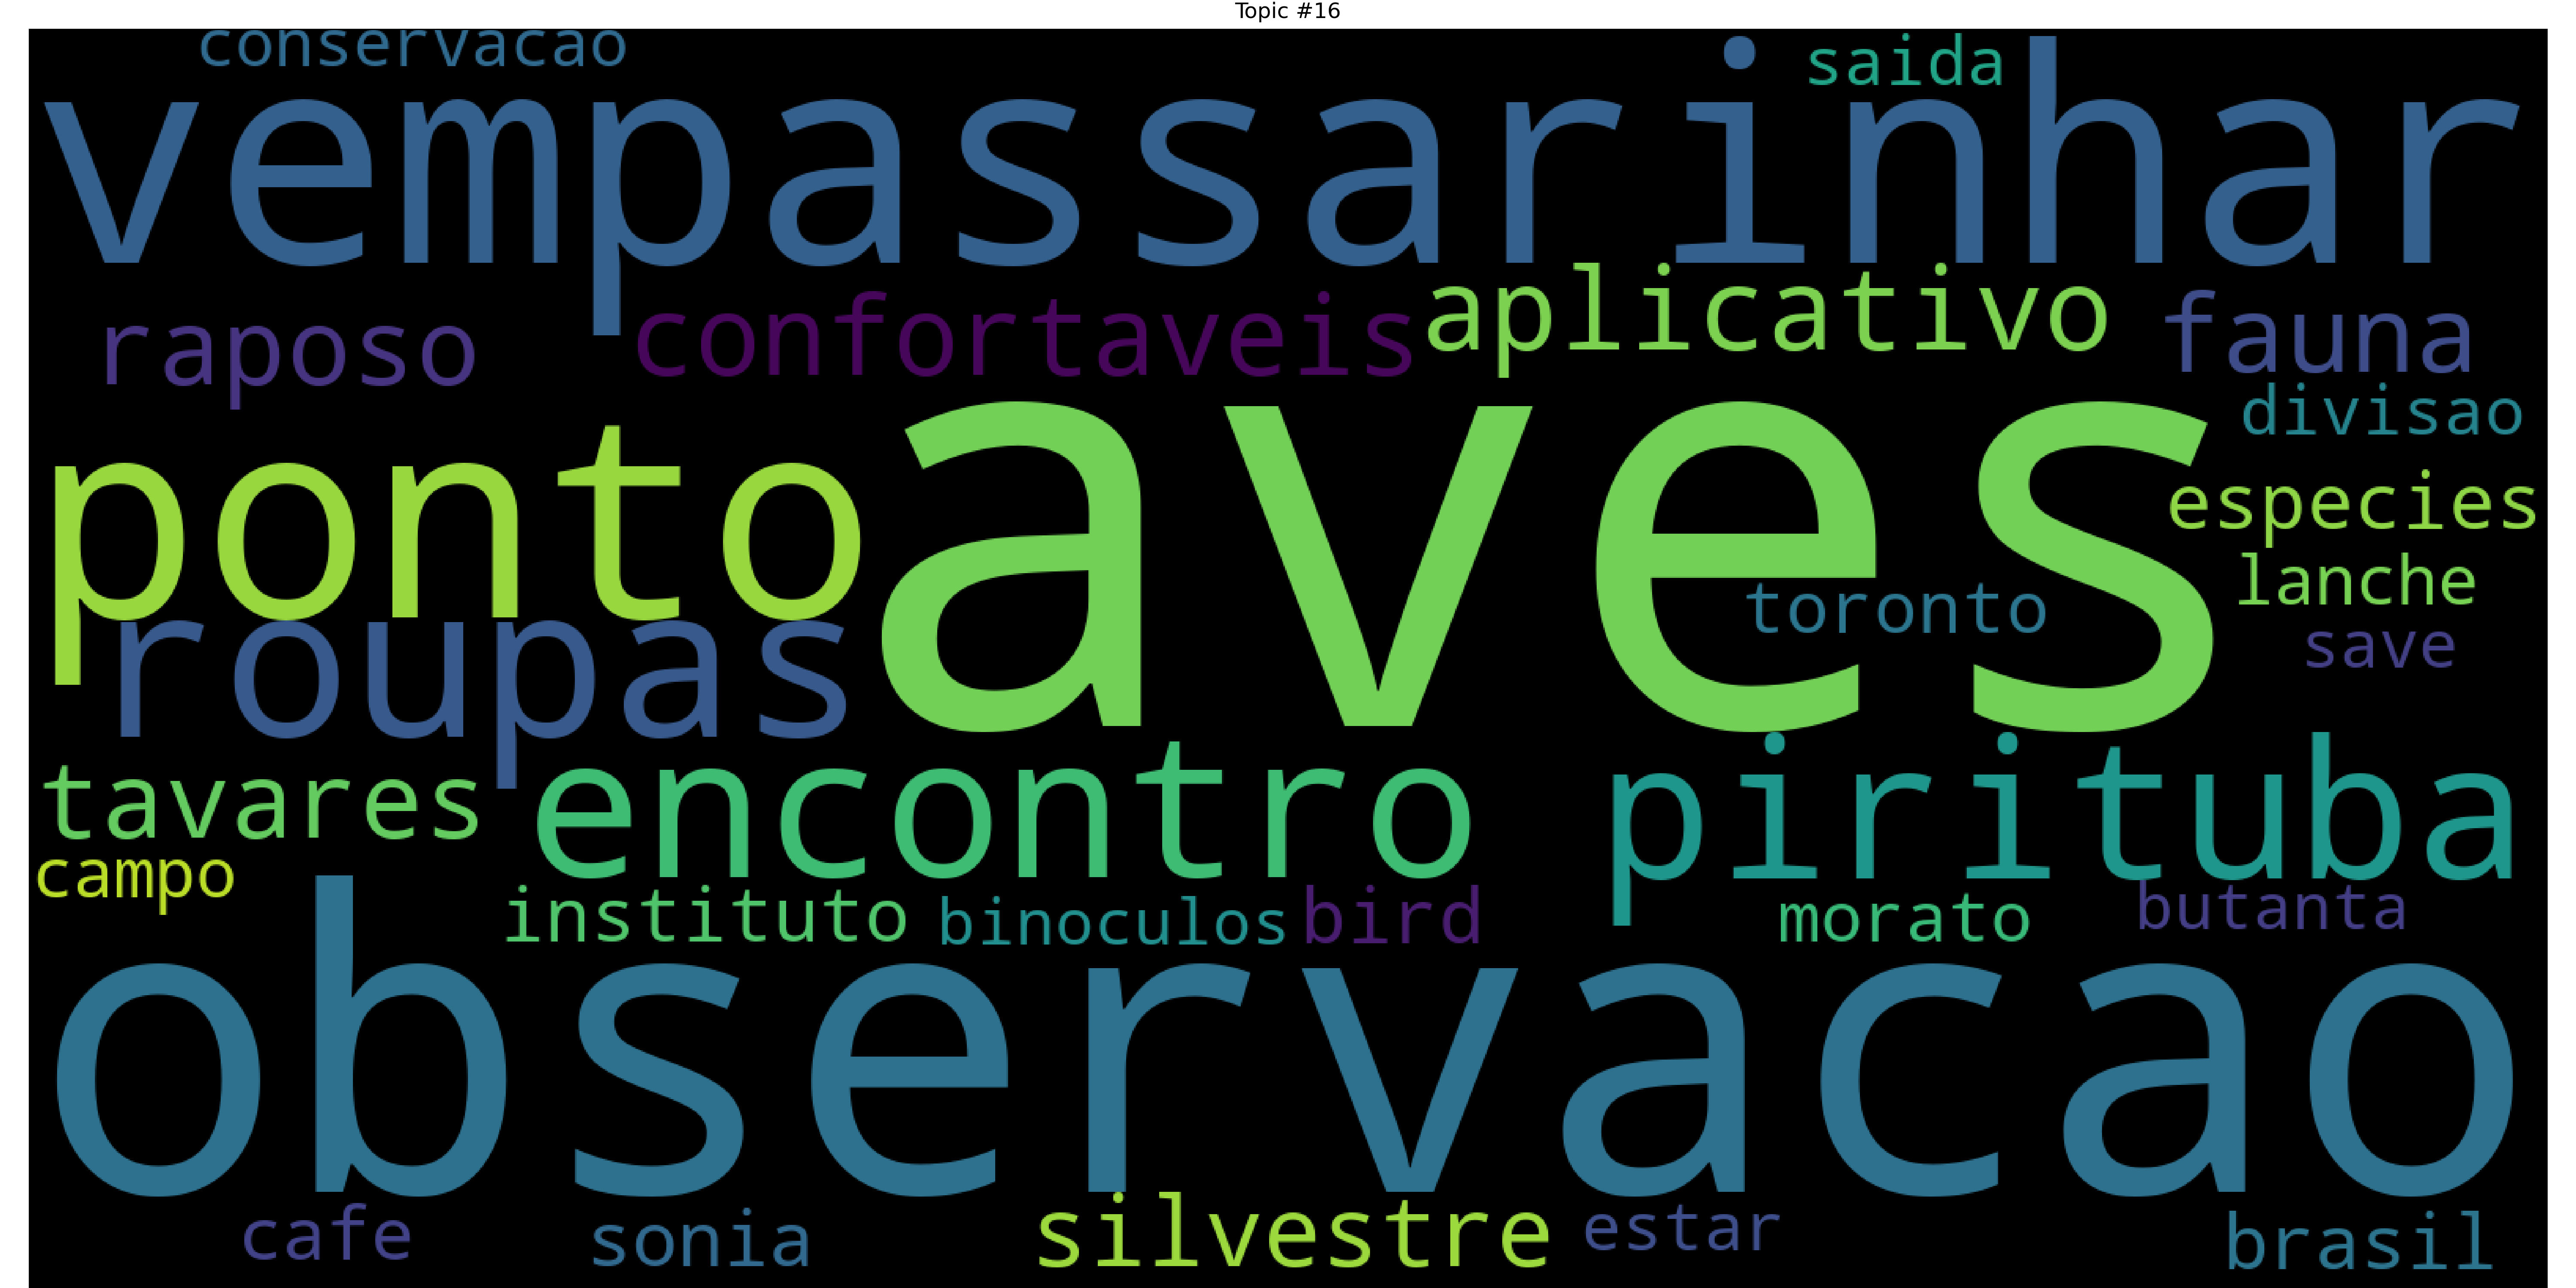 Topic #16
conservacao
saida
vempassarinhar
raposo
confortaveis
aplicativo
fauna
divisao
ponto
aves
especies
lanche
toronto
save
roupas
tavares
encontro
pirituba
campo
instituto
binoculos
bird
morato
butanta
observacao
cafe
sonia
silvestre
estar
brasil